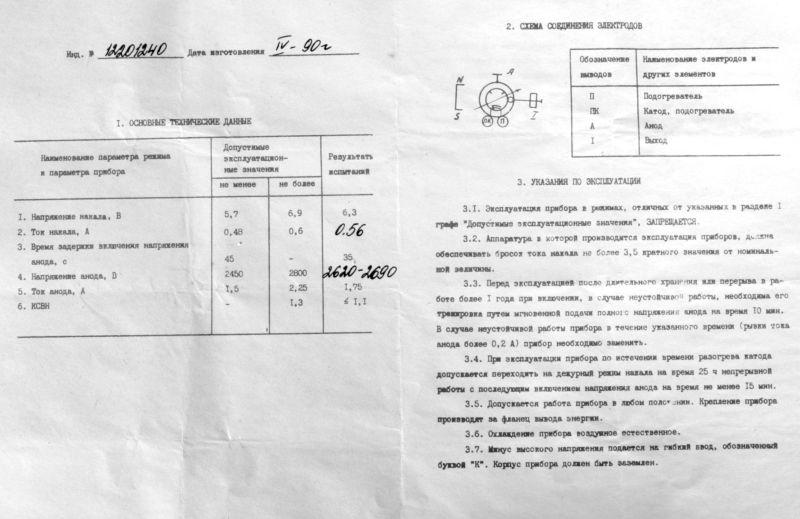 Инд. № 12201240 Дата изготовления IV-90г
I. ОСНОВНЫЕ ТЕХНИЧЕСКИЕ ДАННЫЕ
Наименование параметра режима и параметра прибора
Допустимые эксплуатацион-
ные значения
Результаты
испытаний
не менее
не более
1. Напряжение накала, В 5,7 6,9 6,3
2. Ток накала, А 0,48 0,6 0.56
3. Время задержки включения напряжения
анода, с 45 - 35
4. Напряжение анода, В 2450 2800 2620-2690
5. Ток анода, А 1,5 2,25 1,75
6. КСВН - 1,3 ≤ 1,1
2. СХЕМА СОЕДИНЕНИЯ ЭЛЕКТРОДОВ
N
S
А
ПК
П
I
Обозначение
выводов
Наименование электродов и
других элементов
П Подогреватель
ПК Катод, подогреватель
А Анод
I Выход
3. УКАЗАНИЯ ПО ЭКСПЛУАТАЦИИ
3.1. Эксплуатация прибора в режимах, отличных от указанных в разделе I
графе "Допустимые эксплуатационные значения", ЗАПРЕЩАЕТСЯ.
3.2. Аппаратура в которой производится эксплуатация приборов, должна
обеспечивать бросок тока накала не более 3,5 кратного значения от номиналь-
ной величины.
3.3. Перед эксплуатацией после длительного хранения или перерыва в ра-
боте более I года при включении, в случае неустойчивой работы, необходима его
тренировка путем мгновенной подачи полного напряжения анода на время 10 мин.
В случае неустойчивой работы прибора в течение указанного времени (рывки тока
анода более 0,2 А) прибор необходимо заменить.
3.4. При эксплуатации прибора по истечении времени разогрева катода
допускается переходить на дежурный режим накала на время 25 ч непрерывной
работы с последующим включением напряжения анода на время не менее 15 мин.
3.5. Допускается работа прибора в любом положении. Крепление прибора
производят за фланец вывода энергии.
3.6. Охлаждение прибора воздушное естественное.
3.7. Минус высокого напряжения подается на гибкий ввод, обозначенный
буквой "К". Корпус прибора должен быть заземлен.